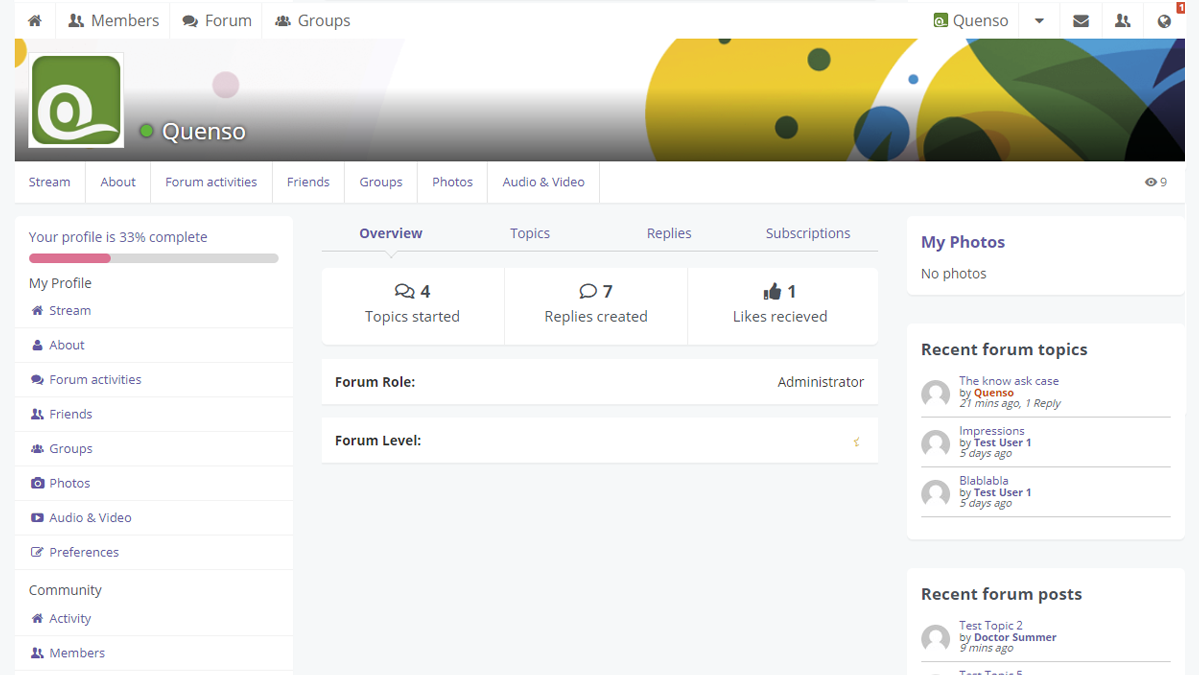 Members
Forum
Groups
Quenso
1
Quenso
Stream
About
Forum activities
Friends
Groups
Photos
Audio & Video
9
Your profile is 33% complete
My Profile
Stream
About
Forum activities
Friends
Groups
Photos
Audio & Video
Preferences
Community
Activity
Members
Overview
Topics
Replies
Subscriptions
4
Topics started
7
Replies created
1
Likes recieved
Forum Role:
Administrator
Forum Level:
My Photos
No photos
Recent forum topics
The know ask case
by Quenso
21 mins ago, 1 Reply
Impressions
by Test User 1
5 days ago
Blablabla
by Test User 1
5 days ago
Recent forum posts
Test Topic 2
by Doctor Summer
9 mins ago
Test Topic 5